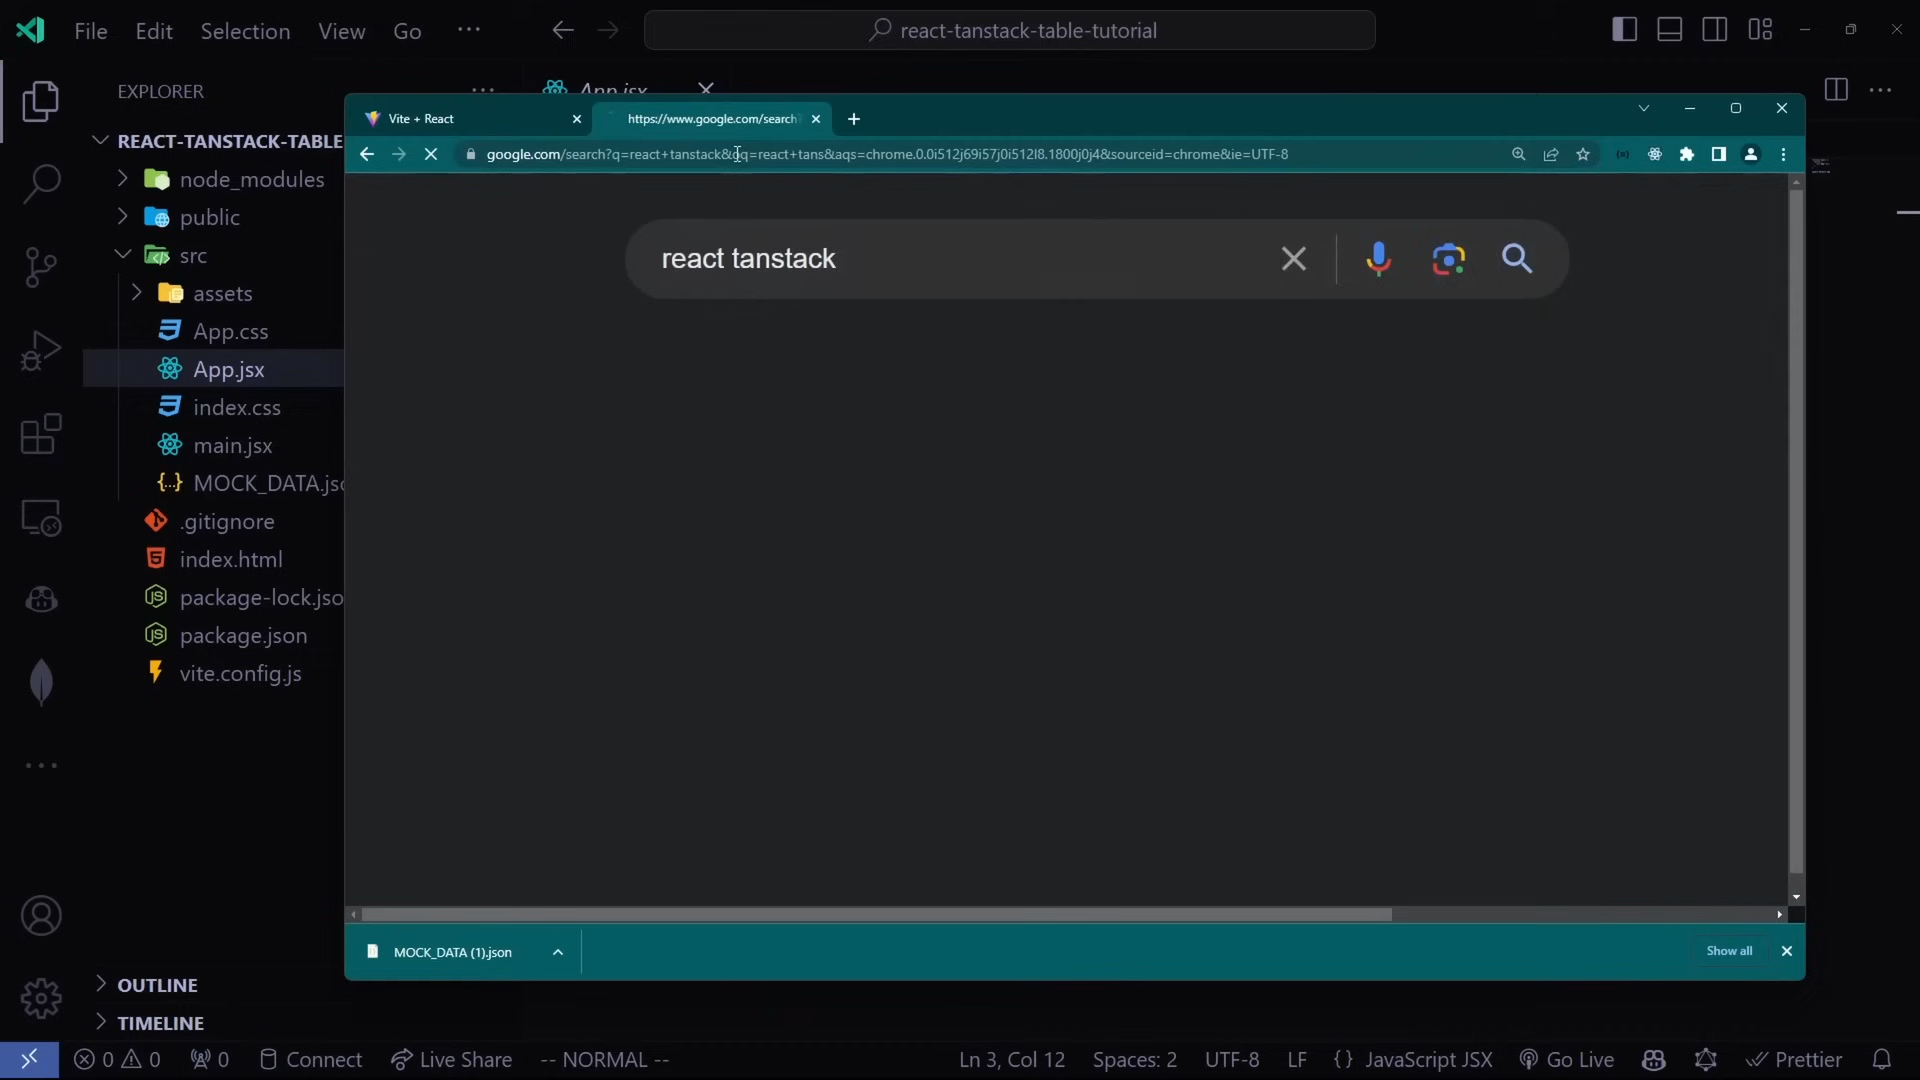 File Edit Selection View Go ...
react-tanstack-table-tutorial
EXPLORER
App.jsx
REACT-TANSTACK-TABLE
node_modules
public
src
assets
App.css
App.jsx
index.css
main.jsx
MOCK_DATA.jso
.gitignore
index.html
package-lock.jso
package.json
vite.config.js
OUTLINE
TIMELINE
Vite + React
https://www.google.com/search?
google.com/search?q=react+tanstack&oq=react+tans&aqs=chrome.0.0i512j69i57j0i512l8.1800j0j4&sourceid=chrome&ie=UTF-8
react tanstack
MOCK_DATA (1).json
Show all
0 0 0 Connect Live Share -- NORMAL -- Ln 3, Col 12 Spaces: 2 UTF-8 LF {} JavaScript JSX Go Live Prettier